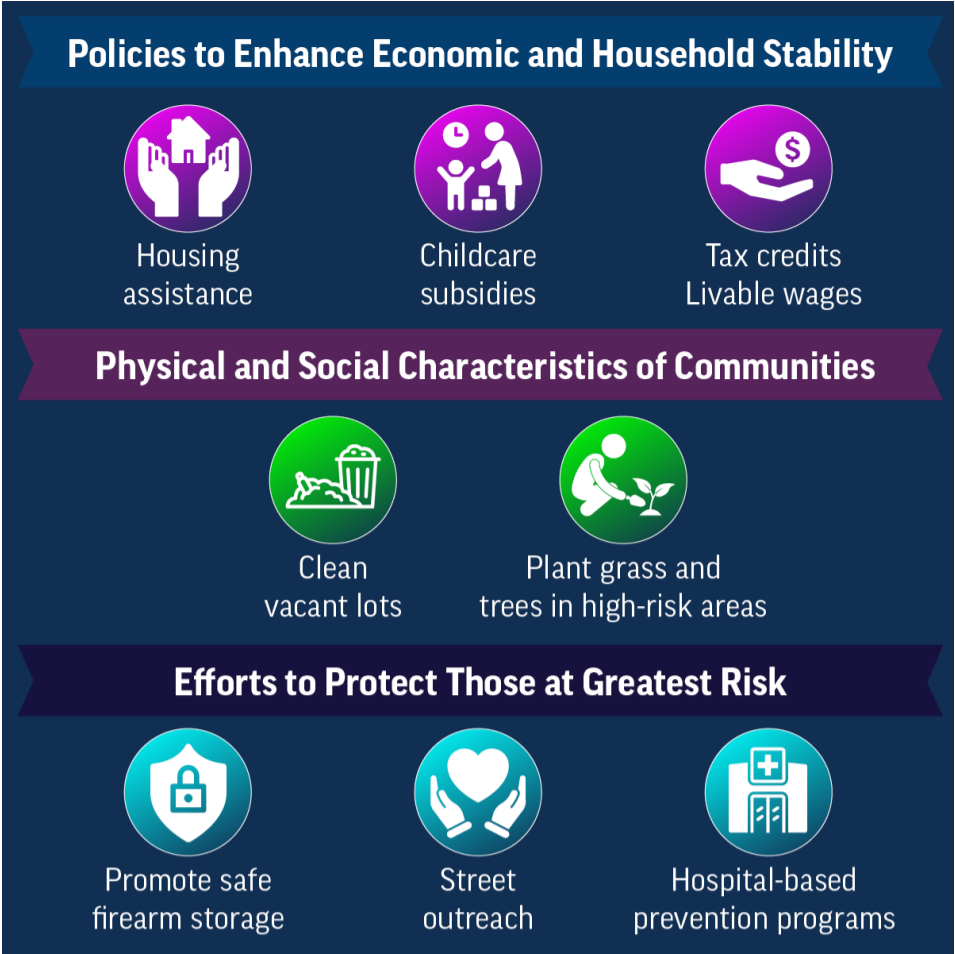 Policies to Enhance Economic and Household Stability
$
Housing
assistance
Childcare
subsidies
Tax credits
Livable wages
Physical and Social Characteristics of Communities
Clean
vacant lots
Plant grass and
trees in high-risk areas
Efforts to Protect Those at Greatest Risk
Promote safe
firearm storage
Street
outreach
Hospital-based
prevention programs